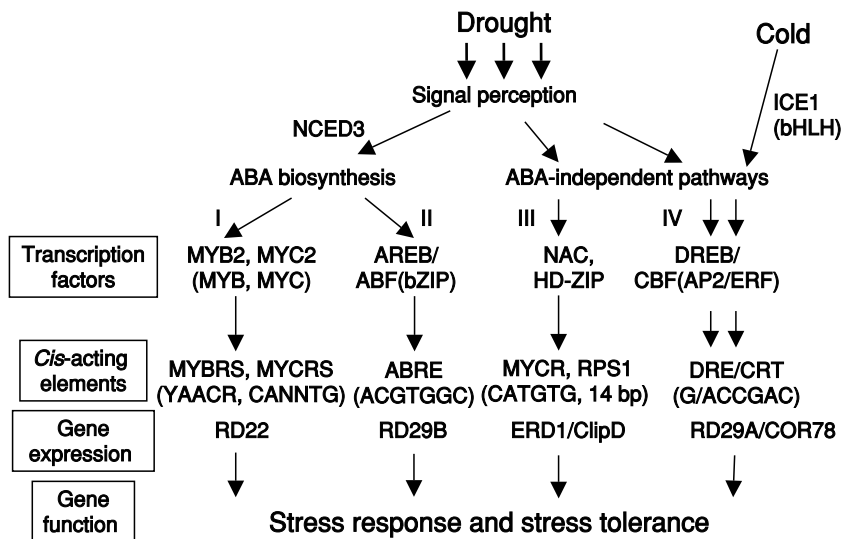 Drought
Cold
Signal perception
ICE1
(bHLH)
NCED3
ABA biosynthesis
ABA-independent pathways
I
II
III
IV
Transcription
factors
MYB2, MYC2
(MYB, MYC)
AREB/
ABF(bZIP)
NAC,
HD-ZIP
DREB/
CBF(AP2/ERF)
Cis-acting
elements
MYBRS, MYCRS
(YAACR, CANNTG)
ABRE
(ACGTGGC)
MYCR, RPS1
(CATGTG, 14 bp)
DRE/CRT
(G/ACCGAC)
Gene
expression
RD22
RD29B
ERD1/ClipD
RD29A/COR78
Gene
function
Stress response and stress tolerance